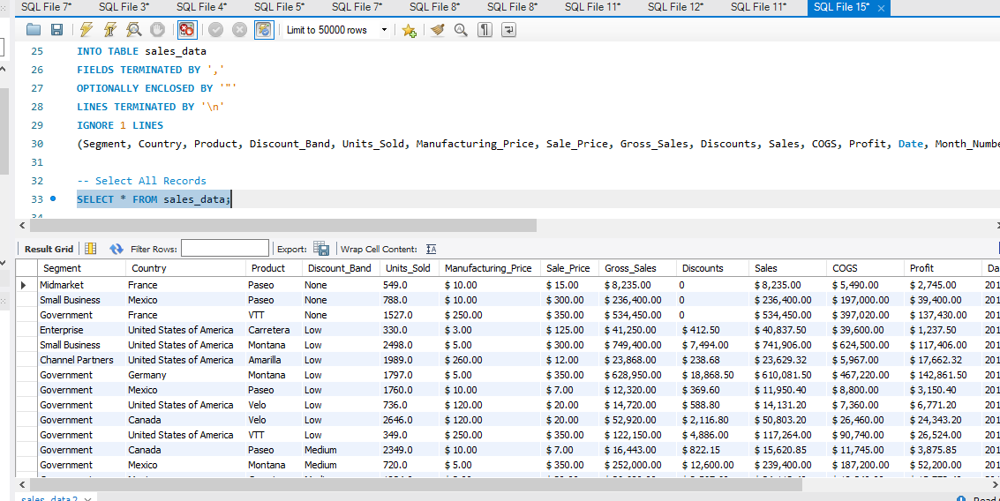 SQL File 7* SQL File 3* SQL File 4* SQL File 5* SQL File 7* SQL File 8* SQL File 8* SQL File 11* SQL File 12* SQL File 11* SQL File 15*
Limit to 50000 rows
25 INTO TABLE sales_data
26 FIELDS TERMINATED BY ','
27 OPTIONALLY ENCLOSED BY '"'
28 LINES TERMINATED BY '\n'
29 IGNORE 1 LINES
30 (Segment, Country, Product, Discount_Band, Units_Sold, Manufacturing_Price, Sale_Price, Gross_Sales, Discounts, Sales, COGS, Profit, Date, Month_Numbe
31
32 -- Select All Records
33 SELECT * FROM sales_data;
34
Result Grid Filter Rows: Export: Wrap Cell Content:
Segment Country Product Discount_Band Units_Sold Manufacturing_Price Sale_Price Gross_Sales Discounts Sales COGS Profit Da
Midmarket France Paseo None 549.0 $ 10.00 $ 15.00 $ 8,235.00 0 $ 8,235.00 $ 5,490.00 $ 2,745.00 201
Small Business Mexico Paseo None 788.0 $ 10.00 $ 300.00 $ 236,400.00 0 $ 236,400.00 $ 197,000.00 $ 39,400.00 201
Government France VTT None 1527.0 $ 250.00 $ 350.00 $ 534,450.00 0 $ 534,450.00 $ 397,020.00 $ 137,430.00 201
Enterprise United States of America Carretera Low 330.0 $ 3.00 $ 125.00 $ 41,250.00 $ 412.50 $ 40,837.50 $ 39,600.00 $ 1,237.50 201
Small Business United States of America Montana Low 2498.0 $ 5.00 $ 300.00 $ 749,400.00 $ 7,494.00 $ 741,906.00 $ 624,500.00 $ 117,406.00 201
Channel Partners United States of America Amarilla Low 1989.0 $ 260.00 $ 12.00 $ 23,868.00 $ 238.68 $ 23,629.32 $ 5,967.00 $ 17,662.32 201
Government Germany Montana Low 1797.0 $ 5.00 $ 350.00 $ 628,950.00 $ 18,868.50 $ 610,081.50 $ 467,220.00 $ 142,861.50 201
Government Mexico Paseo Low 1760.0 $ 10.00 $ 7.00 $ 12,320.00 $ 369.60 $ 11,950.40 $ 8,800.00 $ 3,150.40 201
Government United States of America Velo Low 736.0 $ 120.00 $ 20.00 $ 14,720.00 $ 588.80 $ 14,131.20 $ 7,360.00 $ 6,771.20 201
Government Canada Velo Low 2646.0 $ 120.00 $ 20.00 $ 52,920.00 $ 2,116.80 $ 50,803.20 $ 26,460.00 $ 24,343.20 201
Government United States of America VTT Low 349.0 $ 250.00 $ 350.00 $ 122,150.00 $ 4,886.00 $ 117,264.00 $ 90,740.00 $ 26,524.00 201
Government Canada Paseo Medium 2349.0 $ 10.00 $ 7.00 $ 16,443.00 $ 822.15 $ 15,620.85 $ 11,745.00 $ 3,875.85 201
Government Mexico Montana Medium 720.0 $ 5.00 $ 350.00 $ 252,000.00 $ 12,600.00 $ 239,400.00 $ 187,200.00 $ 52,200.00 201
sales_data 2